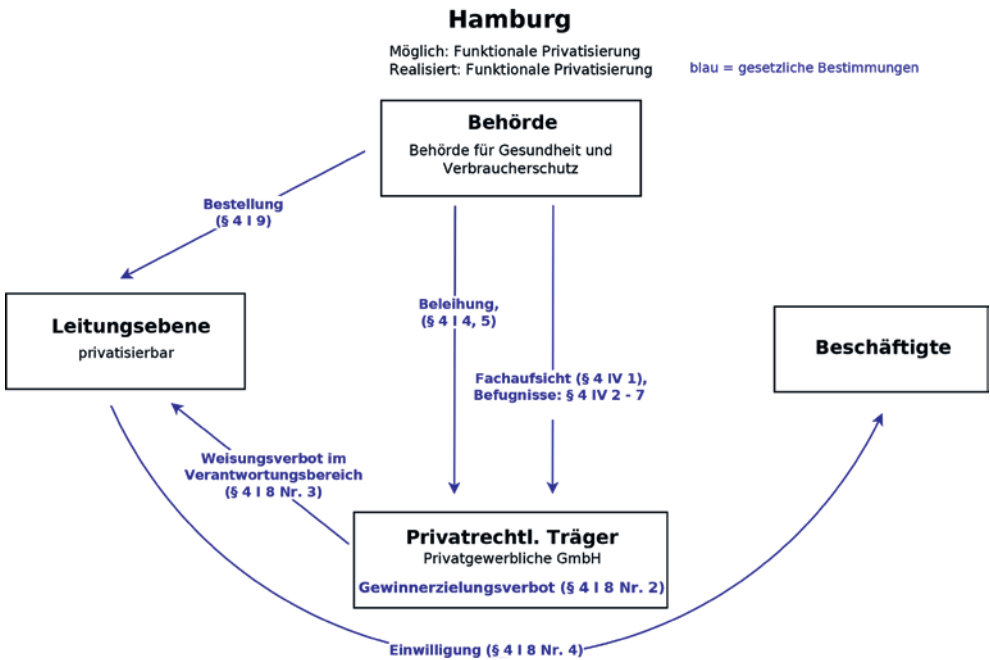 Hamburg
Möglich: Funktionale Privatisierung
Realisiert: Funktionale Privatisierung
blau = gesetzliche Bestimmungen
Behörde
Behörde für Gesundheit und
Verbraucherschutz
Bestellung
(§ 4 I 9)
Leitungsebene
privatisierbar
Beleihung,
(§ 4 I 4, 5)
Beschäftigte
Fachaufsicht (§ 4 IV 1),
Befugnisse: § 4 IV 2 - 7
Weisungsverbot im
Verantwortungsbereich
(§ 4 I 8 Nr. 3)
Privatrechtl. Träger
Privatgewerbliche GmbH
Gewinnerzielungsverbot (§ 4 I 8 Nr. 2)
Einwilligung (§ 4 I 8 Nr. 4)